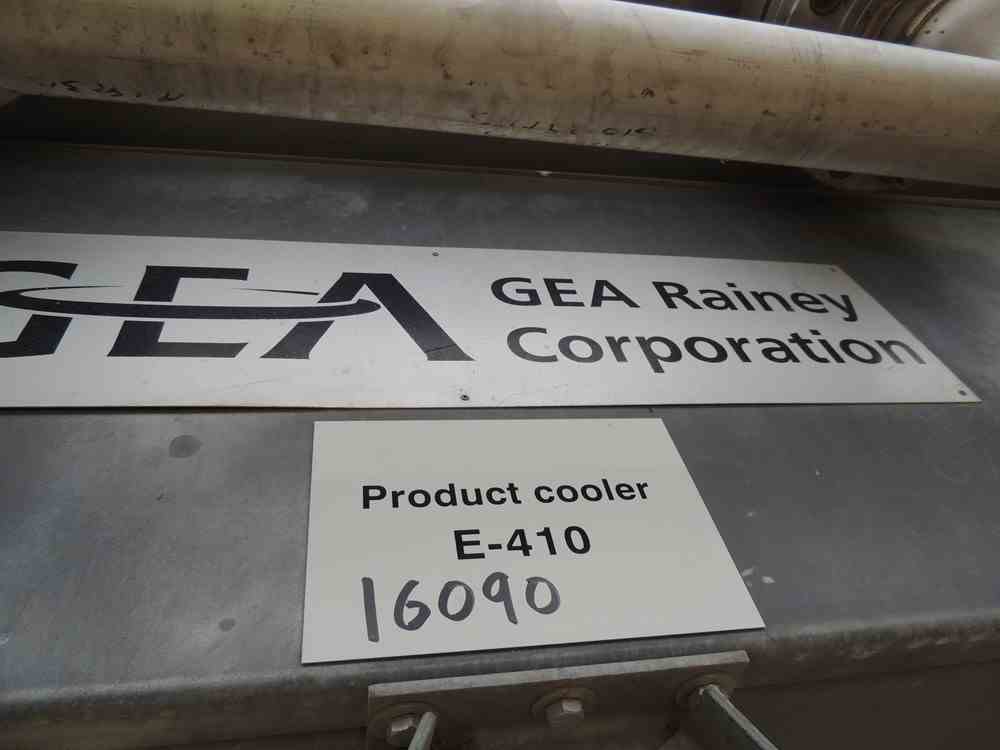 GEA
GEA Rainey
Corporation
Product cooler
E-410
16090